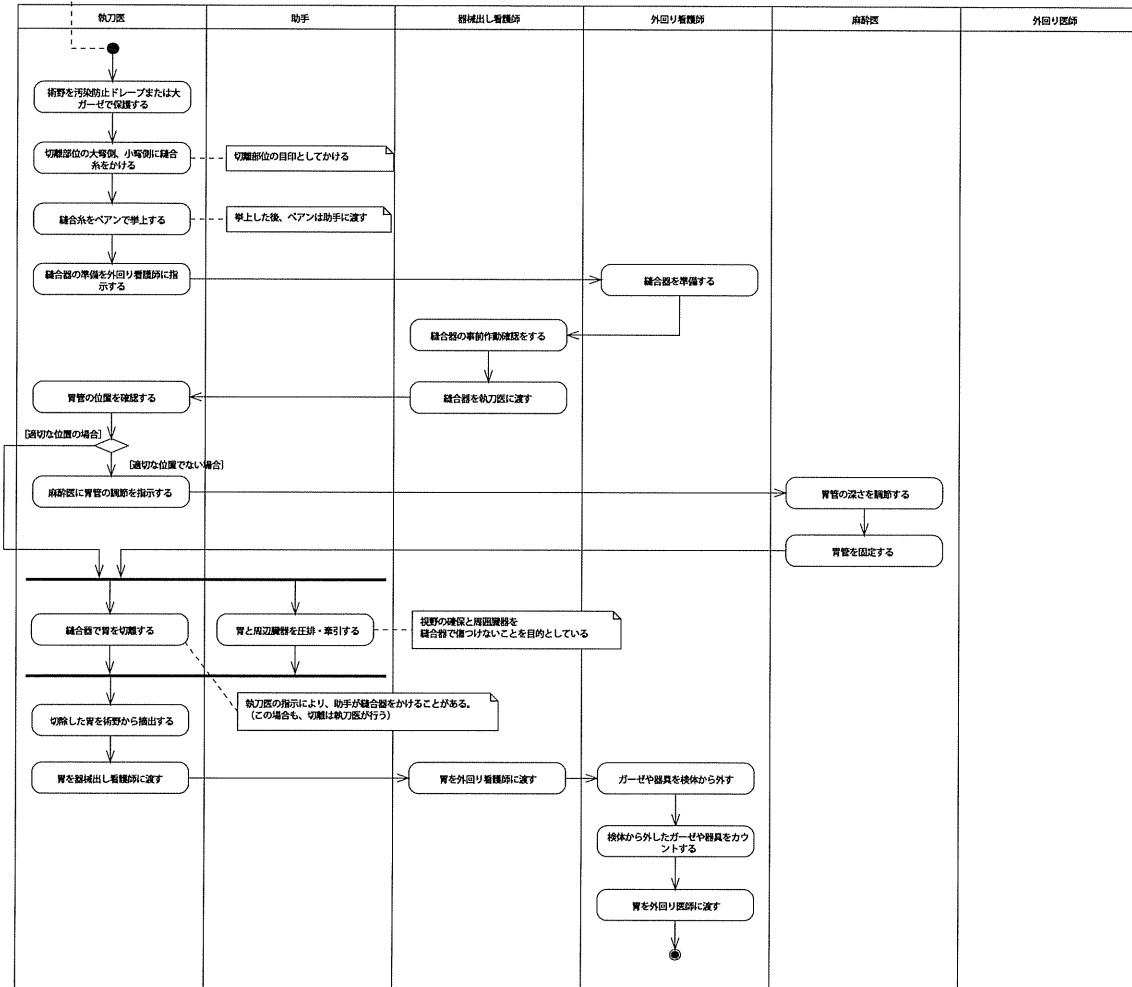 執刀医
助手
器械出し看護師
外回り看護師
麻酔医
外回り医師
術野を汚染防止ドレープまたは大
ガーゼで保護する
切離部位の大弯側、小弯側に縫合
糸をかける
切離部位の目印としてかける
縫合糸をペアンで挙上する
挙上した後、ペアンは助手に渡す
縫合器の準備を外回り看護師に指
示する
縫合器を準備する
縫合器の事前作動確認をする
胃管の位置を確認する
縫合器を執刀医に渡す
[適切な位置の場合]
[適切な位置でない場合]
麻酔医に胃管の調節を指示する
胃管の深さを調節する
胃管を固定する
縫合器で胃を切離する
胃と周辺臓器を圧排・牽引する
視野の確保と周囲臓器を
縫合器で傷つけないことを目的としている
執刀医の指示により、助手が縫合器をかけることがある。
（この場合も、切離は執刀医が行う）
切除した胃を術野から摘出する
胃を器械出し看護師に渡す
胃を外回り看護師に渡す
ガーゼや器具を検体から外す
検体から外したガーゼや器具をカウ
ントする
胃を外回り医師に渡す